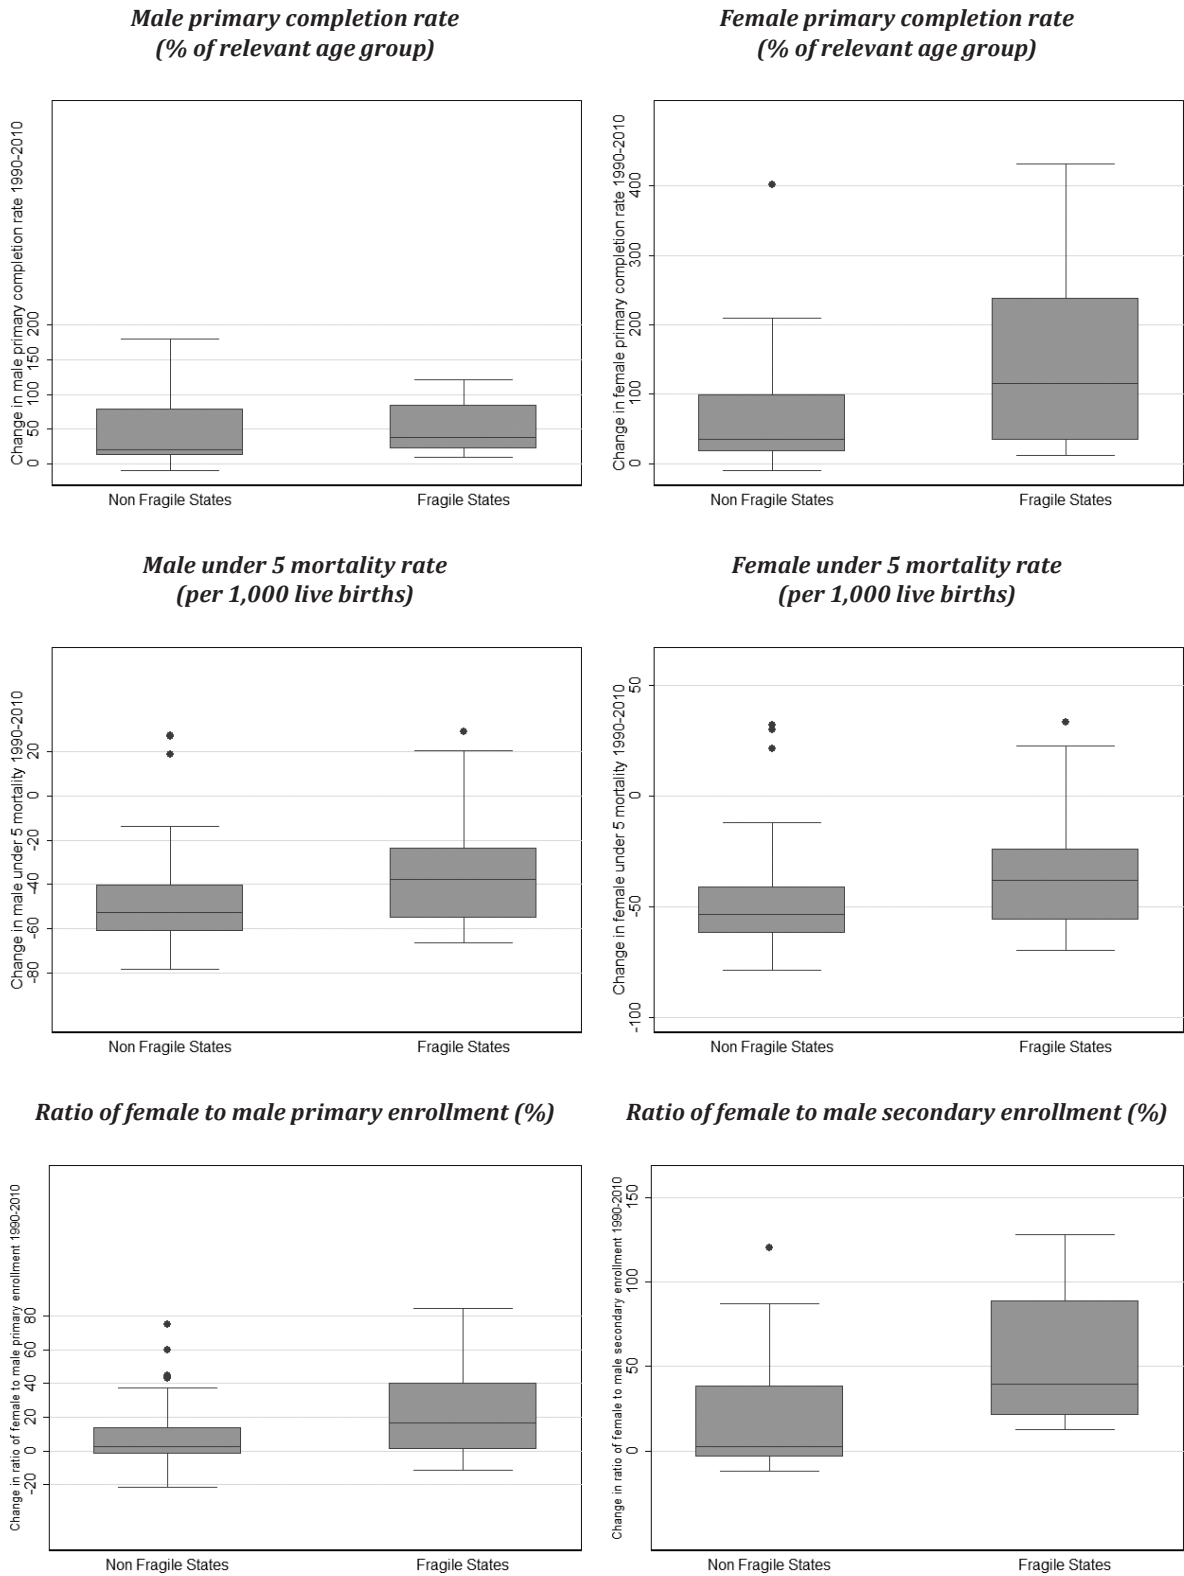 Male primary completion rate
(% of relevant age group)
Change in male primary completion rate 1990-2010
200
150
100
50
0
Non Fragile States
Fragile States
Female primary completion rate
(% of relevant age group)
Change in female primary completion rate 1990-2010
400
300
200
100
0
Non Fragile States
Fragile States
Male under 5 mortality rate
(per 1,000 live births)
Change in male under 5 mortality 1990-2010
20
0
-20
-40
-60
-80
Non Fragile States
Fragile States
Female under 5 mortality rate
(per 1,000 live births)
Change in female under 5 mortality 1990-2010
50
0
-50
-100
Non Fragile States
Fragile States
Ratio of female to male primary enrollment (%)
Change in ratio of female to male primary enrollment 1990-2010
80
60
40
20
0
-20
Non Fragile States
Fragile States
Ratio of female to male secondary enrollment (%)
Change in ratio of female to male secondary enrollment 1990-2010
150
100
50
0
Non Fragile States
Fragile States